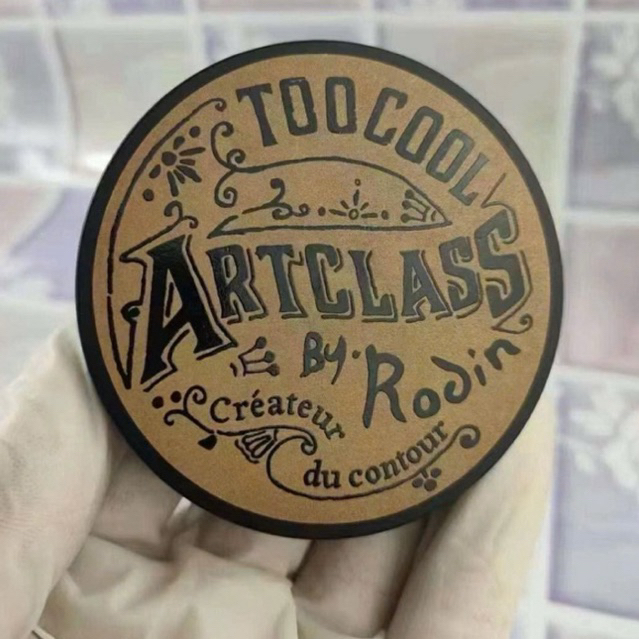 TOO COOL
ARTCLASS
By. Rodin
Créateur
du contour